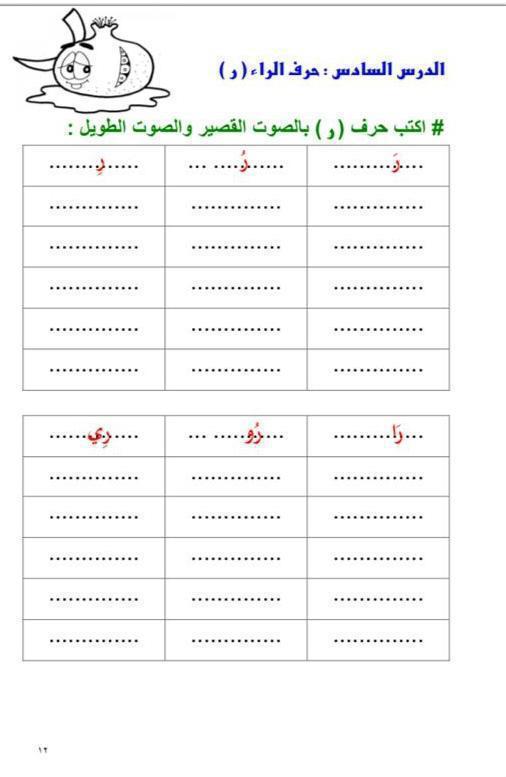 الدرس السادس : حرف الراء ( ر )
# اكتب حرف ( ر ) بالصوت القصير والصوت الطويل :
رَ رُ رِ
رَا رُو رِي
١٢